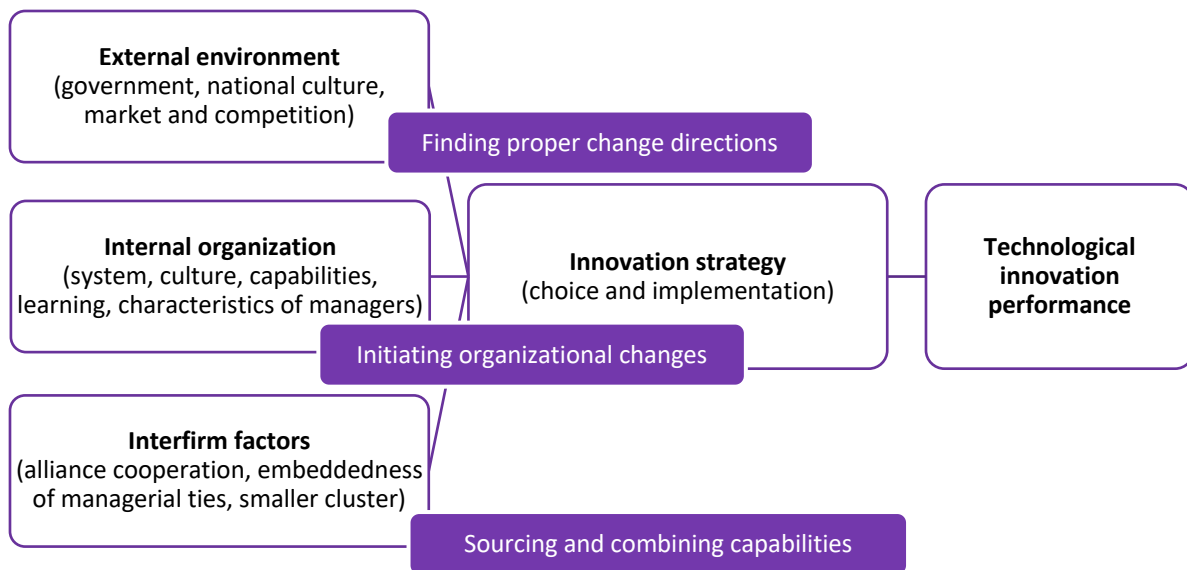 External environment
(government, national culture,
market and competition)
Finding proper change directions
Internal organization
(system, culture, capabilities,
learning, characteristics of managers)
Initiating organizational changes
Innovation strategy
(choice and implementation)
Technological
innovation
performance
Interfirm factors
(alliance cooperation, embeddedness
of managerial ties, smaller cluster)
Sourcing and combining capabilities